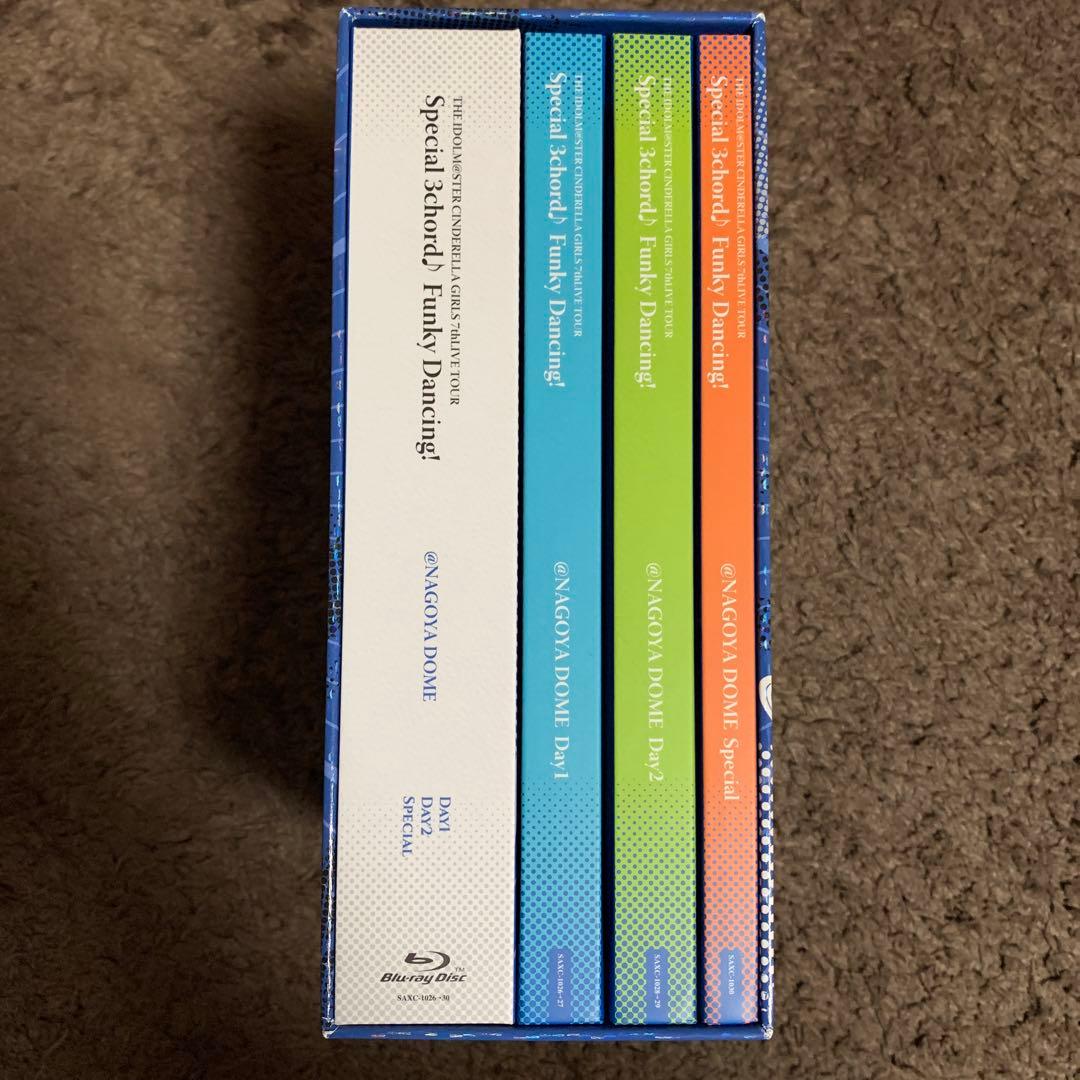 THE IDOLM@STER CINDERELLA GIRLS 7thLIVE TOUR
Special 3chord♪ Funky Dancing!
@NAGOYA DOME
DAY1
DAY2
SPECIAL
Blu-ray Disc™
SAXC-1026~30
THE IDOLM@STER CINDERELLA GIRLS 7thLIVE TOUR
Special 3chord♪ Funky Dancing!
@NAGOYA DOME Day1
SAXC-1026~27
THE IDOLM@STER CINDERELLA GIRLS 7thLIVE TOUR
Special 3chord♪ Funky Dancing!
@NAGOYA DOME Day2
SAXC-1028~29
THE IDOLM@STER CINDERELLA GIRLS 7thLIVE TOUR
Special 3chord♪ Funky Dancing!
@NAGOYA DOME Special
SAXC-1030